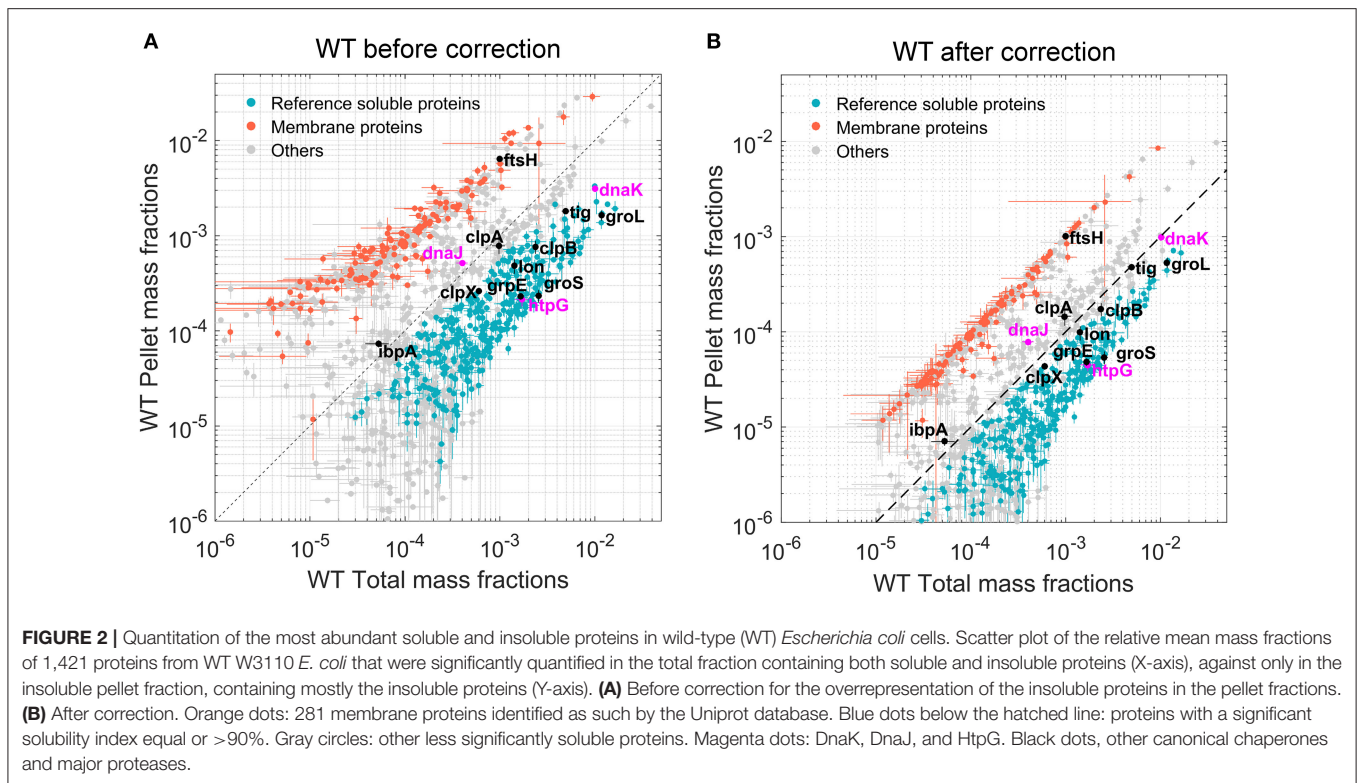 A
WT before correction
Reference soluble proteins
Membrane proteins
Others
ftsH
dnaK
tig
groL
clpA
clpB
dnaJ
lon
clpX
grpE
groS
htpG
ibpA
10^-2
10^-3
10^-4
10^-5
10^-6
WT Pellet mass fractions
10^-6 10^-5 10^-4 10^-3 10^-2
WT Total mass fractions
B
WT after correction
Reference soluble proteins
Membrane proteins
Others
ftsH
dnaK
tig
groL
clpA
clpB
dnaJ
lon
grpE
groS
clpX
htpG
ibpA
10^-2
10^-3
10^-4
10^-5
10^-6
WT Pellet mass fractions
10^-6 10^-5 10^-4 10^-3 10^-2
WT Total mass fractions
FIGURE 2 | Quantitation of the most abundant soluble and insoluble proteins in wild-type (WT) Escherichia coli cells. Scatter plot of the relative mean mass fractions
of 1,421 proteins from WT W3110 E. coli that were significantly quantified in the total fraction containing both soluble and insoluble proteins (X-axis), against only in the
insoluble pellet fraction, containing mostly the insoluble proteins (Y-axis). (A) Before correction for the overrepresentation of the insoluble proteins in the pellet fractions.
(B) After correction. Orange dots: 281 membrane proteins identified as such by the Uniprot database. Blue dots below the hatched line: proteins with a significant
solubility index equal or >90%. Gray circles: other less significantly soluble proteins. Magenta dots: DnaK, DnaJ, and HtpG. Black dots, other canonical chaperones
and major proteases.